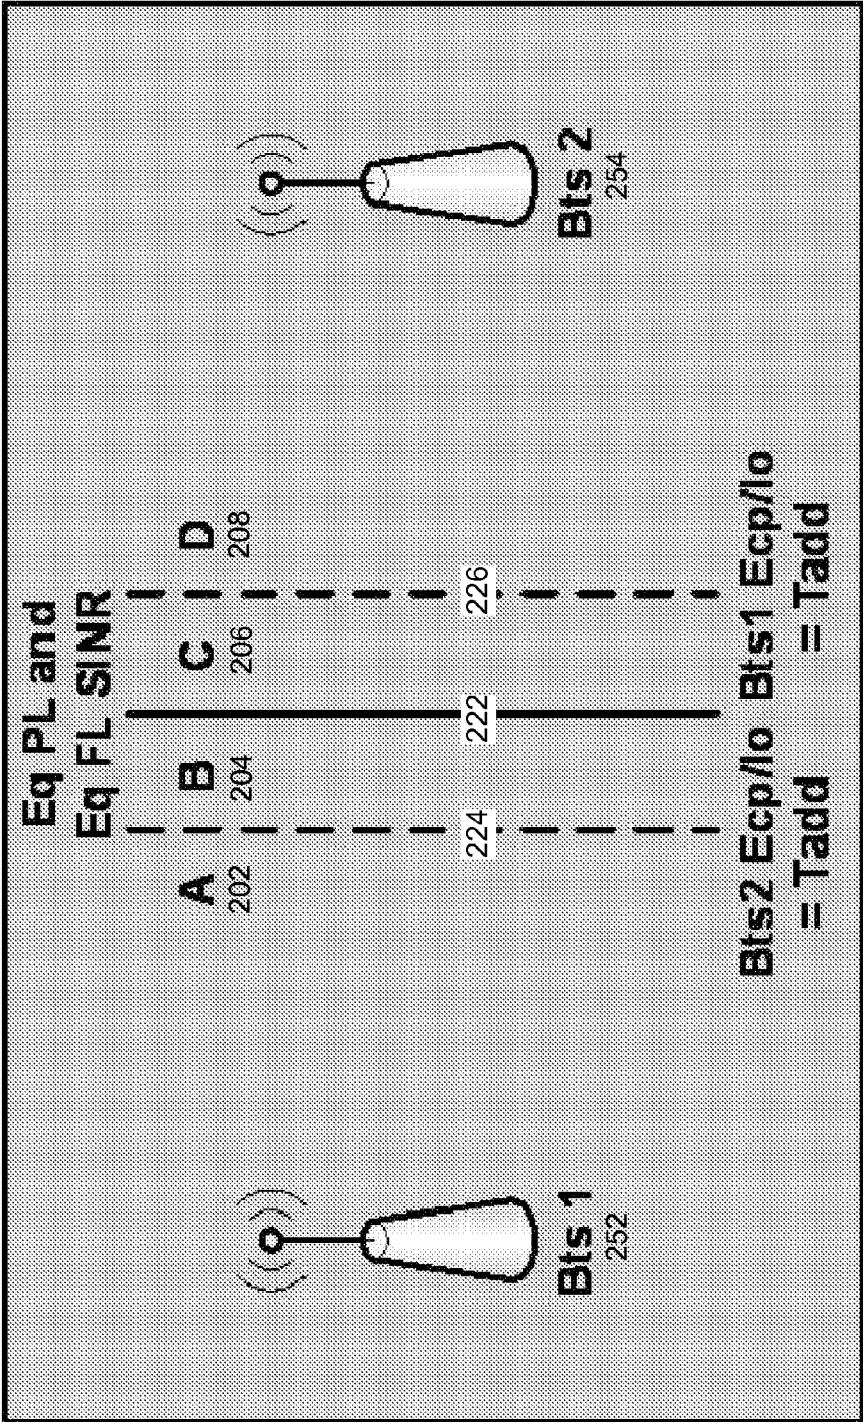 Eq PL and
Eq FL SINR
A
202
B
204
C
206
D
208
224
222
226
Bts 1
252
Bts 2
254
Bts2 Ecp/Io
= Tadd
Bts1 Ecp/Io
= Tadd